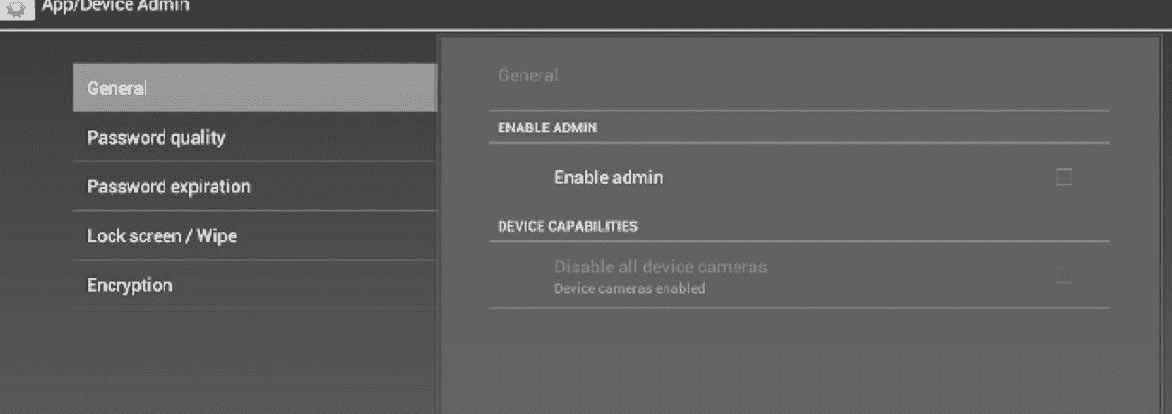 App/Device Admin
General
Password quality
Password expiration
Lock screen / Wipe
Encryption
General
ENABLE ADMIN
Enable admin
DEVICE CAPABILITIES
Disable all device cameras
Device cameras enabled